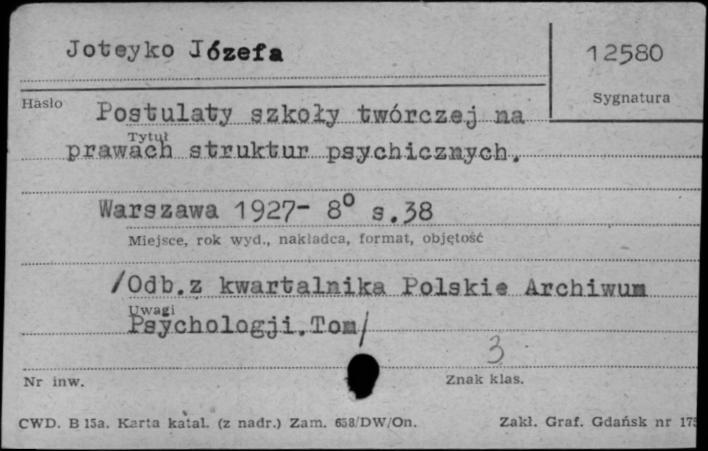 Joteyko Józefa
12580
Hasło
Sygnatura
Postulaty szkoły twórczej na
Tytuł
prawach struktur psychicznych.
Warszawa 1927- 8° s.38
Miejsce, rok wyd., nakładca, format, objętość
/Odb.z kwartalnika Polskie Archiwum
Uwagi
Psychologji.Tom/
3
Nr inw.
Znak klas.
CWD. B 15a. Karta katal. (z nadr.) Zam. 658/DW/On.
Zakł. Graf. Gdańsk nr